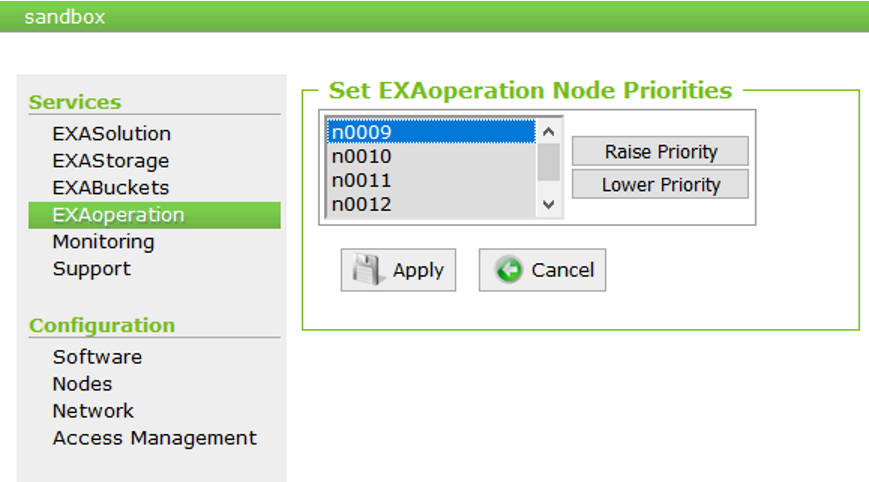 sandbox
Services
EXASolution
EXAStorage
EXABuckets
EXAoperation
Monitoring
Support
Configuration
Software
Nodes
Network
Access Management
Set EXAoperation Node Priorities
n0009
n0010
n0011
n0012
Raise Priority
Lower Priority
Apply
Cancel